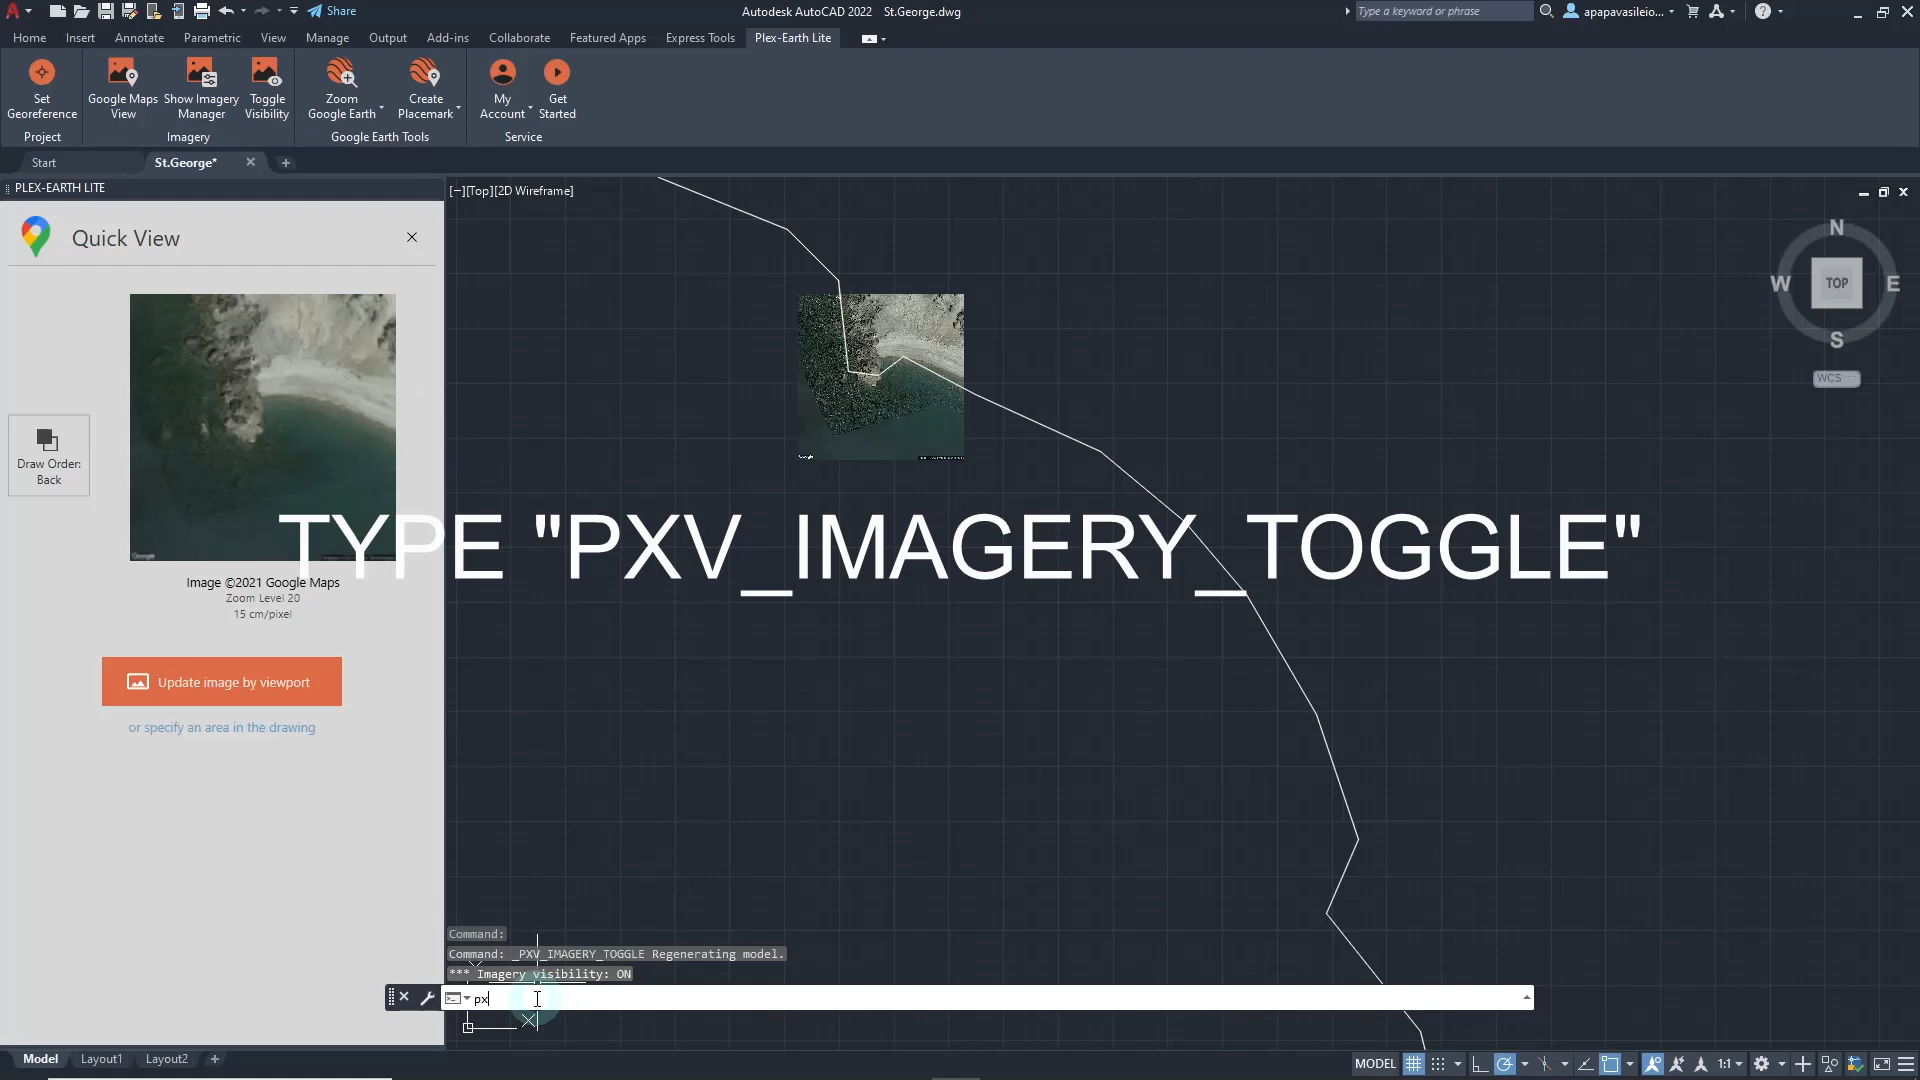 Share
Autodesk AutoCAD 2022 St.George.dwg
Type a keyword or phrase
apapavasileio...
Home Insert Annotate Parametric View Manage Output Add-ins Collaborate Featured Apps Express Tools Plex-Earth Lite
Set
Georeference
Google Maps
View
Show Imagery
Manager
Toggle
Visibility
Zoom
Google Earth
Create
Placemark
My
Account
Get
Started
Project Imagery Google Earth Tools Service
Start St.George*
PLEX-EARTH LITE
[−][Top][2D Wireframe]
Quick View
N
W TOP E
S
WCS
Draw Order:
Back
Google
TYPE "PXV_IMAGERY_TOGGLE"
Image ©2021 Google Maps
Zoom Level 20
15 cm/pixel
Update image by viewport
or specify an area in the drawing
Command:
Command: _PXV_IMAGERY_TOGGLE Regenerating model.
*** Imagery visibility: ON
px
Model Layout1 Layout2
MODEL 1:1